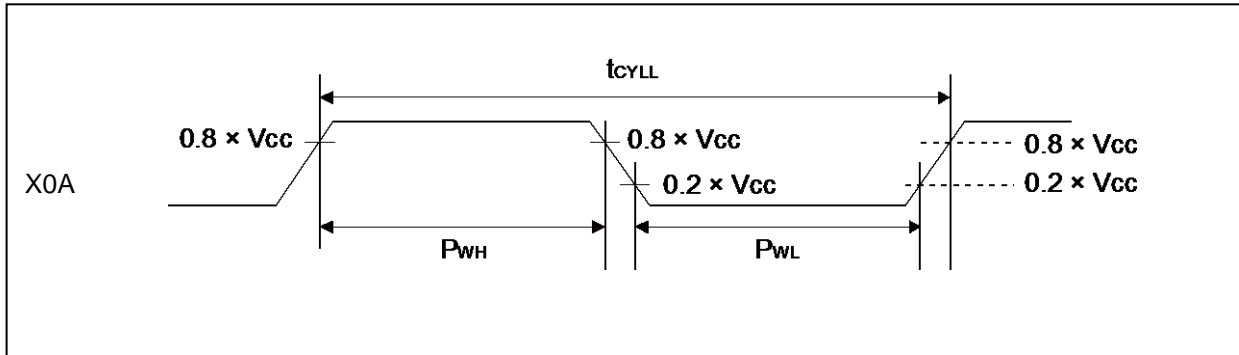 tCYLL
0.8 × Vcc 0.8 × Vcc 0.8 × Vcc
X0A 0.2 × Vcc 0.2 × Vcc
PWH PWL